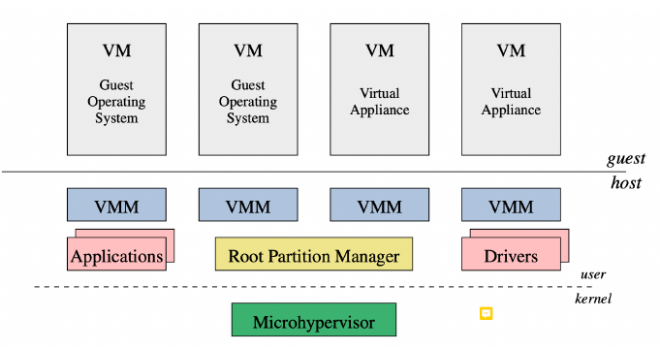 VM
Guest
Operating
System
VM
Guest
Operating
System
VM
Virtual
Appliance
VM
Virtual
Appliance
guest
host
VMM
VMM
VMM
VMM
Applications
Root Partition Manager
Drivers
user
kernel
Microhypervisor